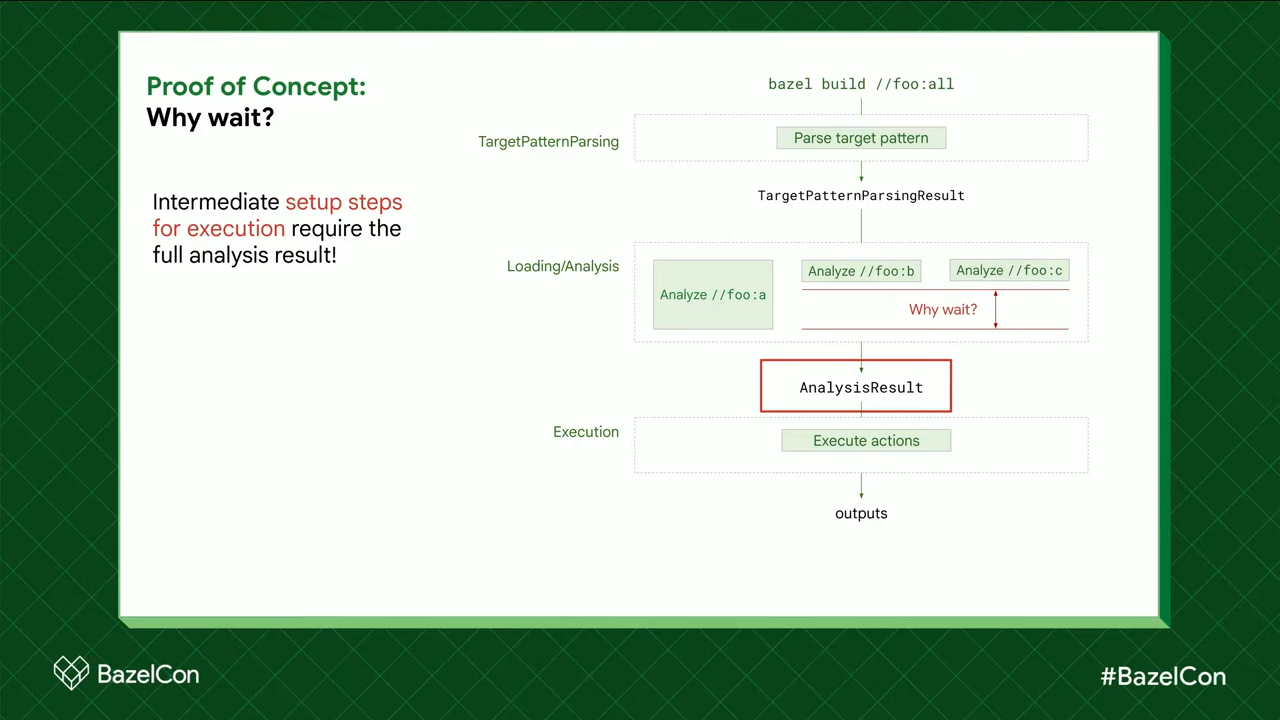 Proof of Concept:
Why wait?
Intermediate setup steps
for execution require the
full analysis result!
bazel build //foo:all
TargetPatternParsing
Parse target pattern
TargetPatternParsingResult
Loading/Analysis
Analyze //foo:a
Analyze //foo:b
Analyze //foo:c
Why wait?
AnalysisResult
Execution
Execute actions
outputs
BazelCon
#BazelCon